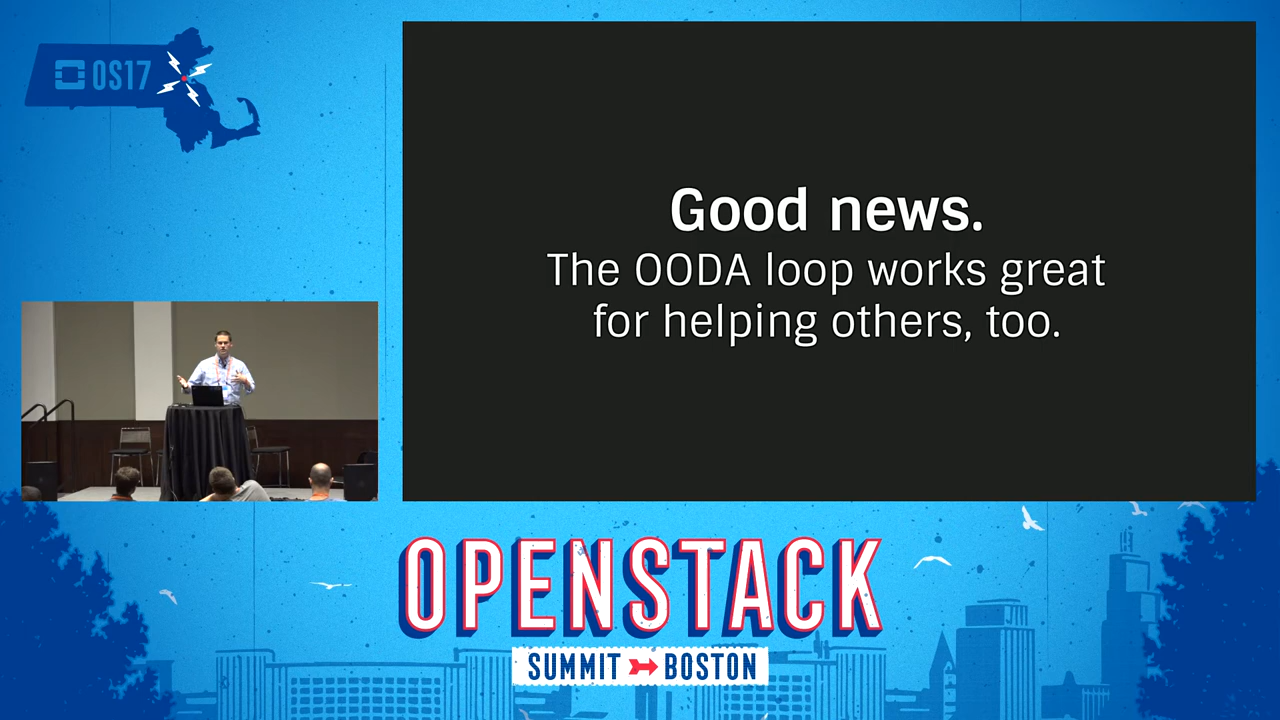 OS17
Good news.
The OODA loop works great
for helping others, too.
OPENSTACK
SUMMIT BOSTON